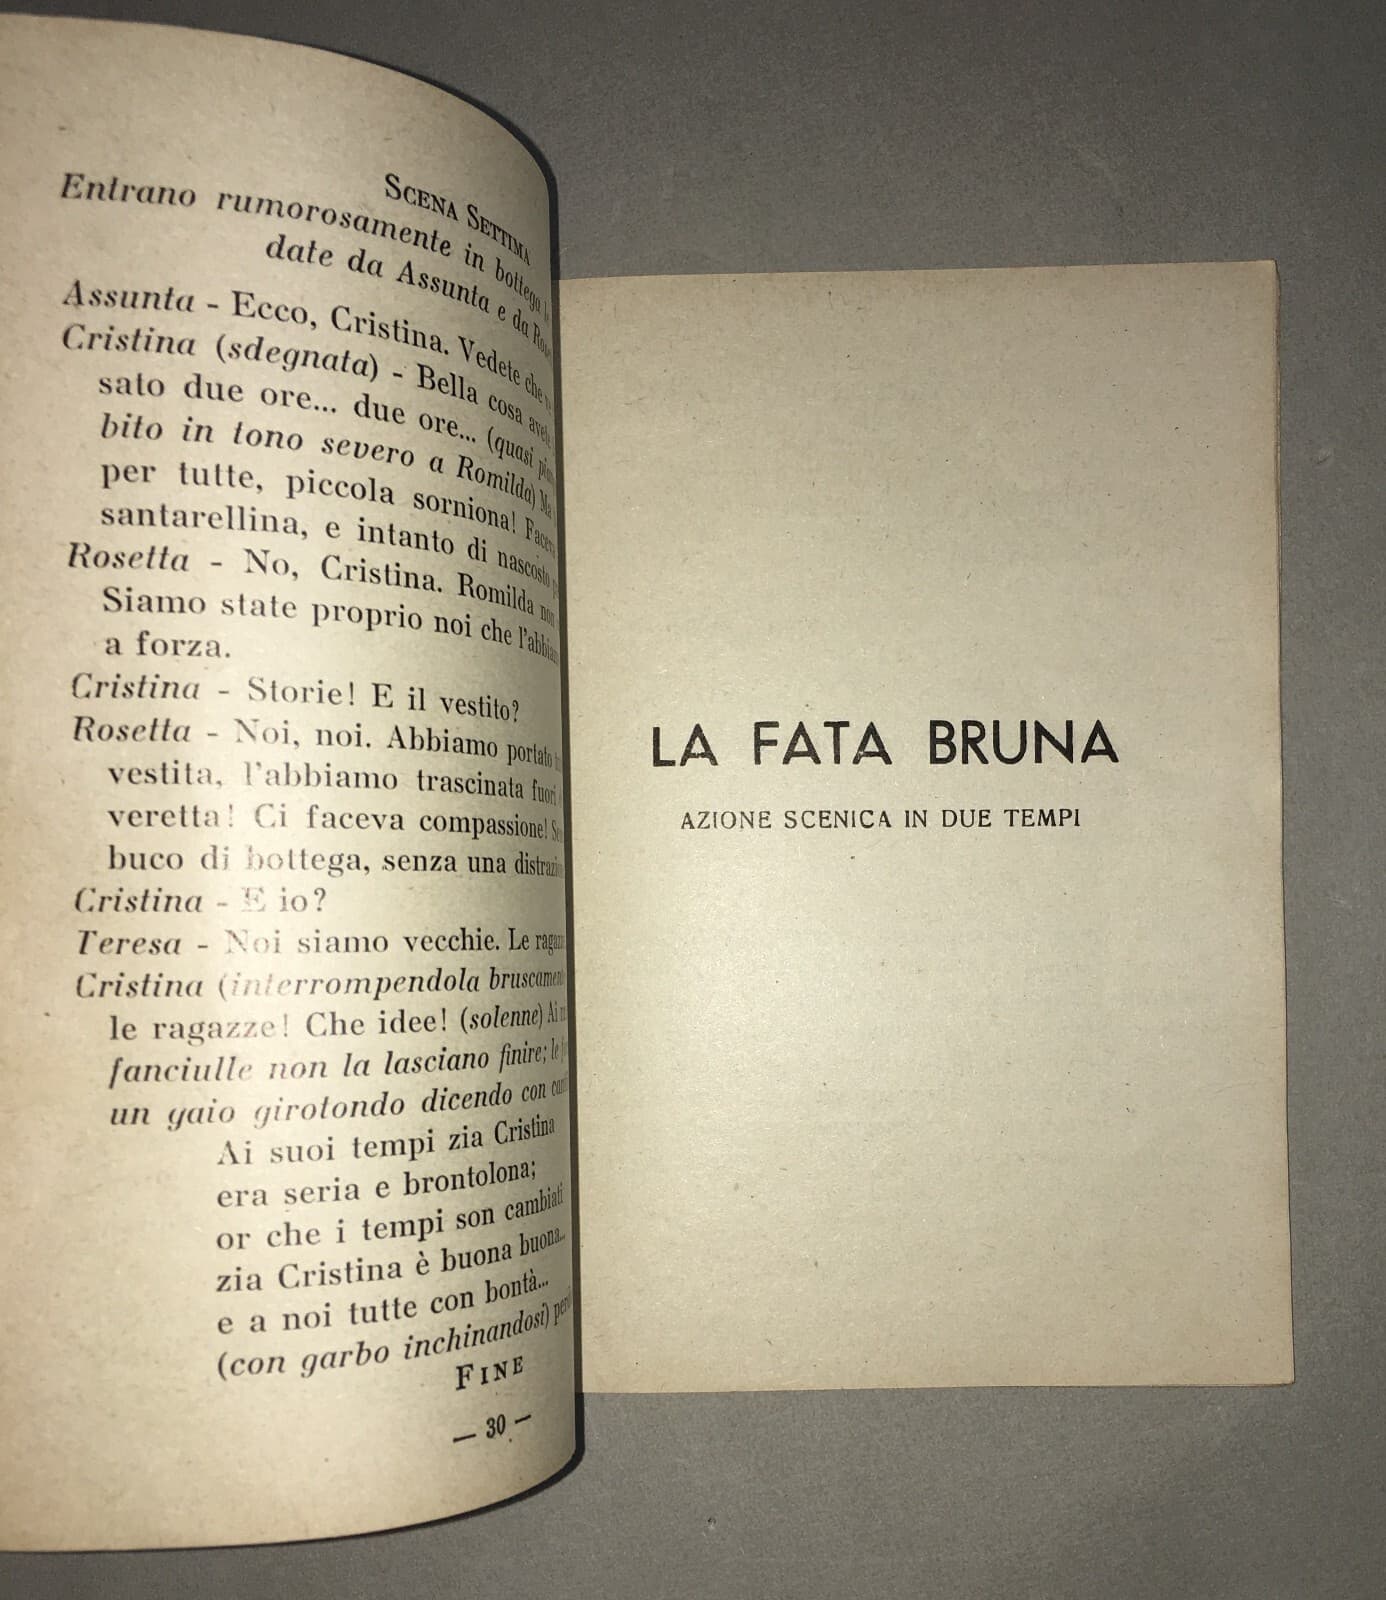 SCENA SETTIMA
Entrano rumorosamente in bottega
date da Assunta e da
Assunta - Ecco, Cristina. Vedete che
Cristina (sdegnata) - Bella cosa
sato due ore... due ore... (quasi
bito in tono severo a Romilda) Ma
per tutte, piccola sorniona!
santarellina, e intanto di nascosto
Rosetta - No, Cristina. Romilda non
Siamo state proprio noi che
a forza.
Cristina - Storie! E il vestito?
Rosetta - Noi, noi. Abbiamo portato
vestita, l'abbiamo trascinata fuori
veretta! Ci faceva compassione!
buco di bottega, senza una
Cristina - E io?
Teresa - Noi siamo vecchie. Le
Cristina (interrompendola
le ragazze! Che idee! (solenne) Ai
fanciulle non la lasciano finire; le
un gaio girotondo dicendo con
Ai suoi tempi zia Cristina
era seria e brontolona;
or che i tempi son cambiati
zia Cristina è buona buona...
e a noi tutte con bontà...
(con garbo inchinandosi)
FINE
— 30 —
LA FATA BRUNA
AZIONE SCENICA IN DUE TEMPI